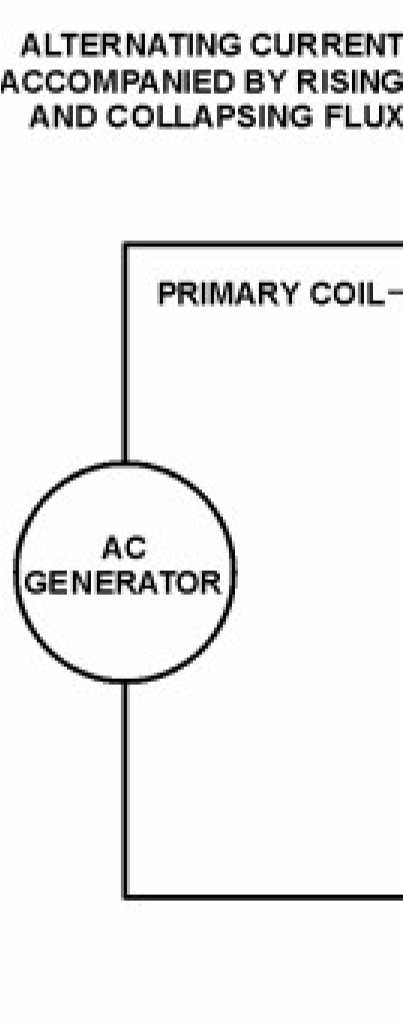 ALTERNATING CURRENT
ACCOMPANIED BY RISING
AND COLLAPSING FLUX
PRIMARY COIL
AC
GENERATOR